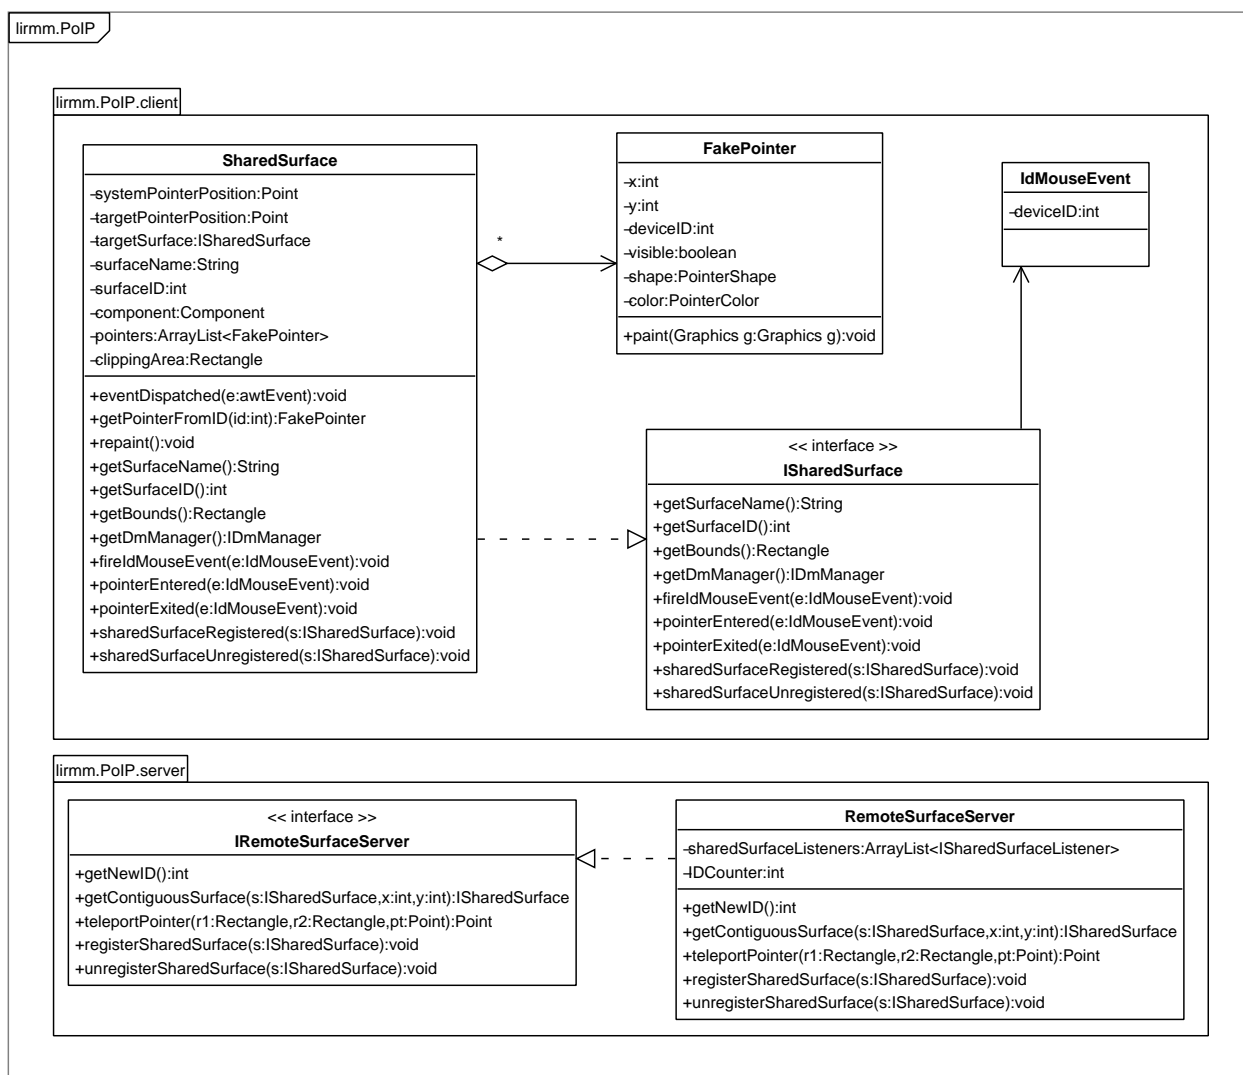 lirmm.PoIP
lirmm.PoIP.client
SharedSurface
-systemPointerPosition:Point
-targetPointerPosition:Point
-targetSurface:ISharedSurface
-surfaceName:String
-surfaceID:int
-component:Component
-pointers:ArrayList<FakePointer>
-clippingArea:Rectangle
+eventDispatched(e:awtEvent):void
+getPointerFromID(id:int):FakePointer
+repaint():void
+getSurfaceName():String
+getSurfaceID():int
+getBounds():Rectangle
+getDmManager():IDmManager
+fireIdMouseEvent(e:IdMouseEvent):void
+pointerEntered(e:IdMouseEvent):void
+pointerExited(e:IdMouseEvent):void
+sharedSurfaceRegistered(s:ISharedSurface):void
+sharedSurfaceUnregistered(s:ISharedSurface):void
*
FakePointer
-x:int
-y:int
-deviceID:int
-visible:boolean
-shape:PointerShape
-color:PointerColor
+paint(Graphics g:Graphics g):void
IdMouseEvent
-deviceID:int
<< interface >>
ISharedSurface
+getSurfaceName():String
+getSurfaceID():int
+getBounds():Rectangle
+getDmManager():IDmManager
+fireIdMouseEvent(e:IdMouseEvent):void
+pointerEntered(e:IdMouseEvent):void
+pointerExited(e:IdMouseEvent):void
+sharedSurfaceRegistered(s:ISharedSurface):void
+sharedSurfaceUnregistered(s:ISharedSurface):void
lirmm.PoIP.server
<< interface >>
IRemoteSurfaceServer
+getNewID():int
+getContiguousSurface(s:ISharedSurface,x:int,y:int):ISharedSurface
+teleportPointer(r1:Rectangle,r2:Rectangle,pt:Point):Point
+registerSharedSurface(s:ISharedSurface):void
+unregisterSharedSurface(s:ISharedSurface):void
RemoteSurfaceServer
-sharedSurfaceListeners:ArrayList<ISharedSurfaceListener>
-IDCounter:int
+getNewID():int
+getContiguousSurface(s:ISharedSurface,x:int,y:int):ISharedSurface
+teleportPointer(r1:Rectangle,r2:Rectangle,pt:Point):Point
+registerSharedSurface(s:ISharedSurface):void
+unregisterSharedSurface(s:ISharedSurface):void